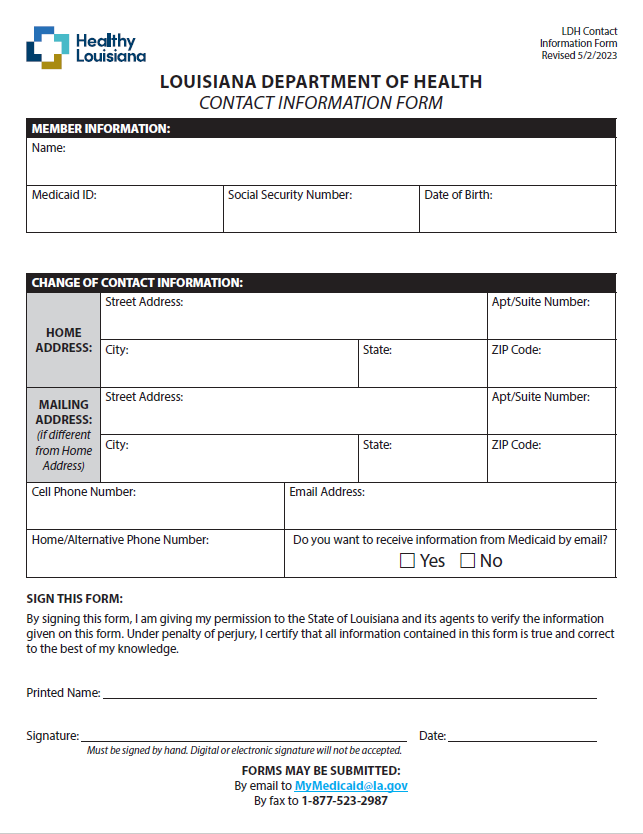 Healthy
Louisiana
LDH Contact
Information Form
Revised 5/2/2023
LOUISIANA DEPARTMENT OF HEALTH
CONTACT INFORMATION FORM
MEMBER INFORMATION:
Name:
Medicaid ID: Social Security Number: Date of Birth:
CHANGE OF CONTACT INFORMATION:
HOME
ADDRESS:
Street Address: Apt/Suite Number:
City: State: ZIP Code:
MAILING
ADDRESS:
(if different
from Home
Address)
Street Address: Apt/Suite Number:
City: State: ZIP Code:
Cell Phone Number: Email Address:
Home/Alternative Phone Number: Do you want to receive information from Medicaid by email?
Yes No
SIGN THIS FORM:
By signing this form, I am giving my permission to the State of Louisiana and its agents to verify the information
given on this form. Under penalty of perjury, I certify that all information contained in this form is true and correct
to the best of my knowledge.
Printed Name:
Signature: Date:
Must be signed by hand. Digital or electronic signature will not be accepted.
FORMS MAY BE SUBMITTED:
By email to MyMedicaid@la.gov
By fax to 1-877-523-2987